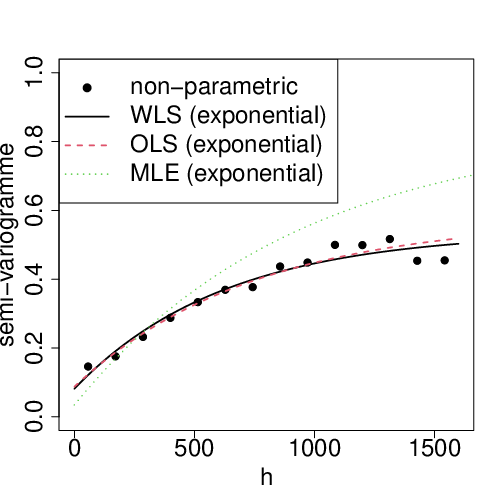 non−parametric
WLS (exponential)
OLS (exponential)
MLE (exponential)
semi−variogramme
0.0 0.2 0.4 0.6 0.8 1.0
0 500 1000 1500
h